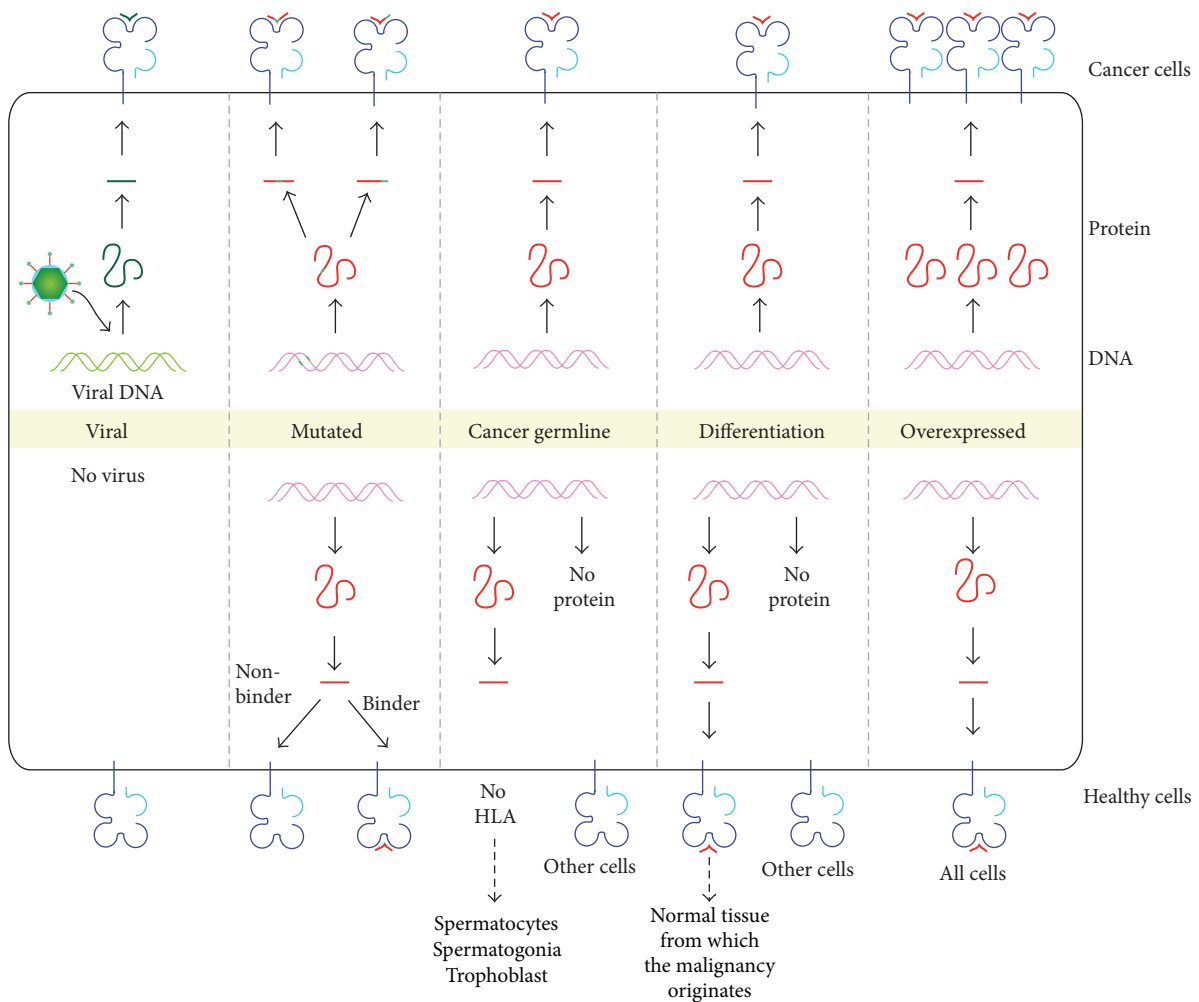 Cancer cells
Protein
DNA
Viral DNA
Viral
Mutated
Cancer germline
Differentiation
Overexpressed
No virus
No
protein
No
protein
Non-
binder
Binder
Healthy cells
No
HLA
Other cells
Other cells
All cells
Spermatocytes
Spermatogonia
Trophoblast
Normal tissue
from which
the malignancy
originates